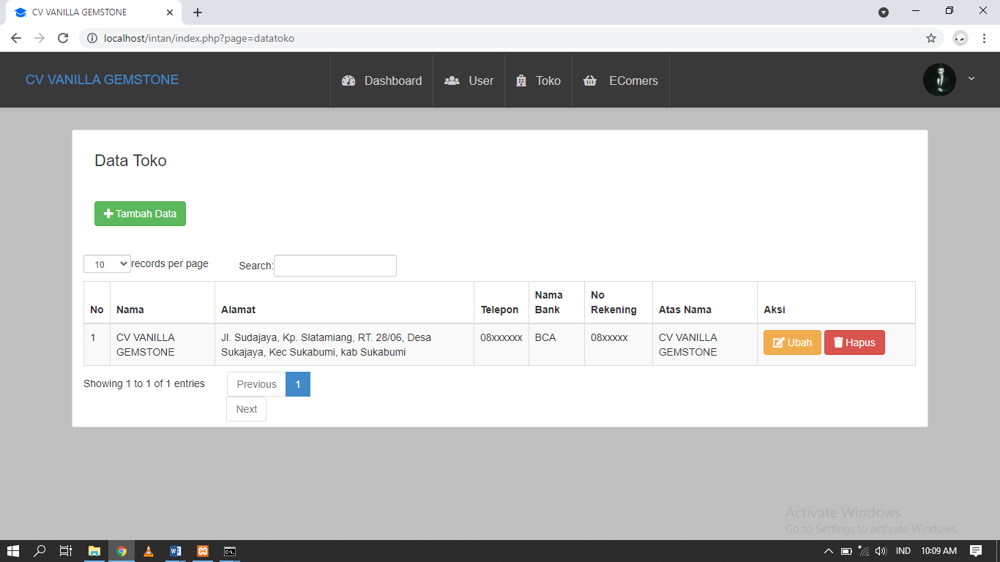 CV VANILLA GEMSTONE
localhost/intan/index.php?page=datatoko
CV VANILLA GEMSTONE
Dashboard
User
Toko
EComers
Data Toko
Tambah Data
10 records per page
Search:
No Nama Alamat Telepon Nama Bank No Rekening Atas Nama Aksi
1 CV VANILLA GEMSTONE Jl. Sudajaya, Kp. Slatamiang, RT. 28/06, Desa
Sukajaya, Kec Sukabumi, kab Sukabumi 08xxxxxx BCA 08xxxxx CV VANILLA GEMSTONE Ubah Hapus
Showing 1 to 1 of 1 entries
Previous 1
Next
Activate Windows
Go to Settings to activate Windows.
IND 10:09 AM